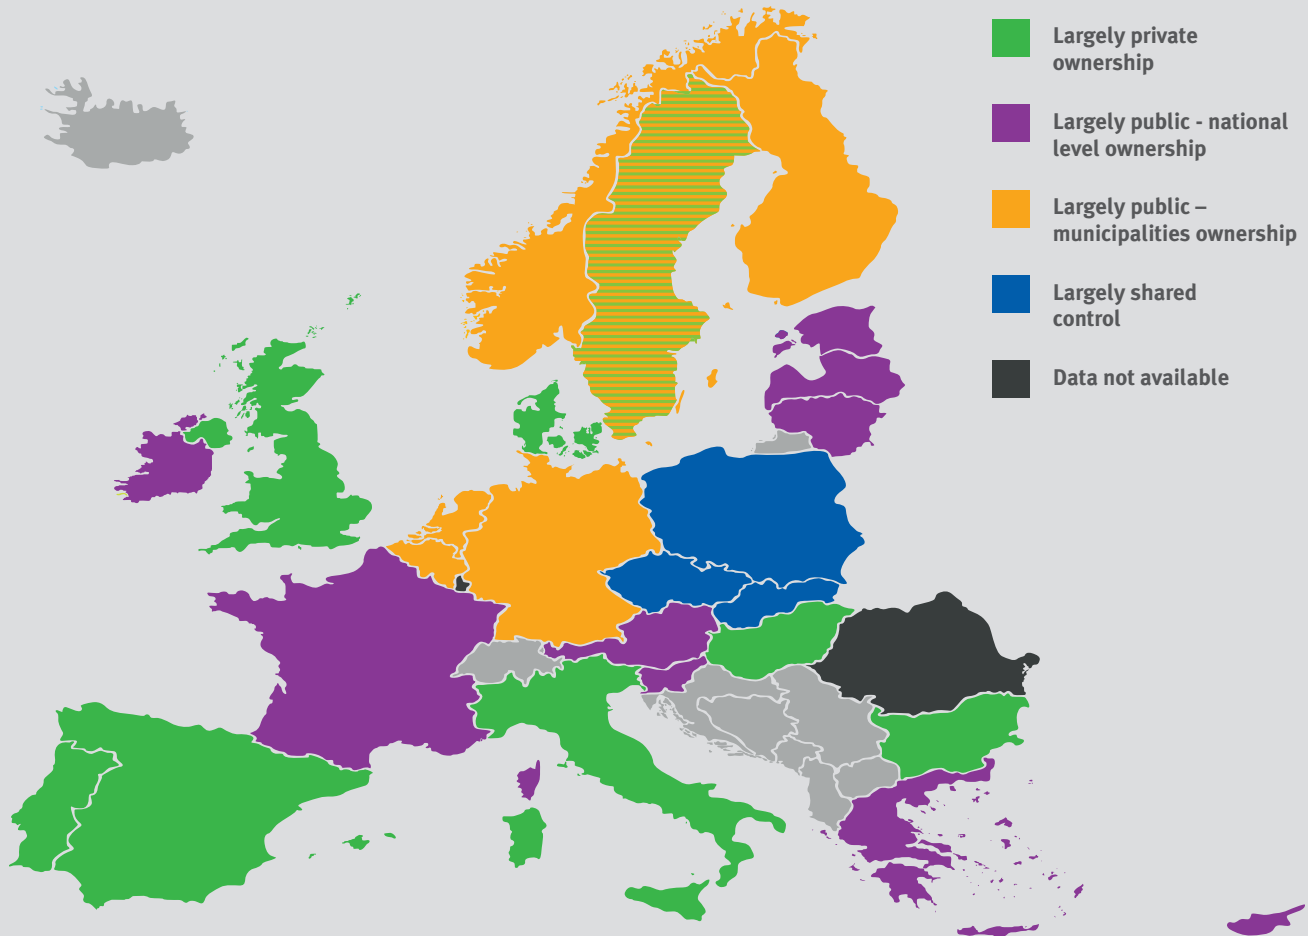 Largely private
ownership
Largely public - national
level ownership
Largely public –
municipalities ownership
Largely shared
control
Data not available